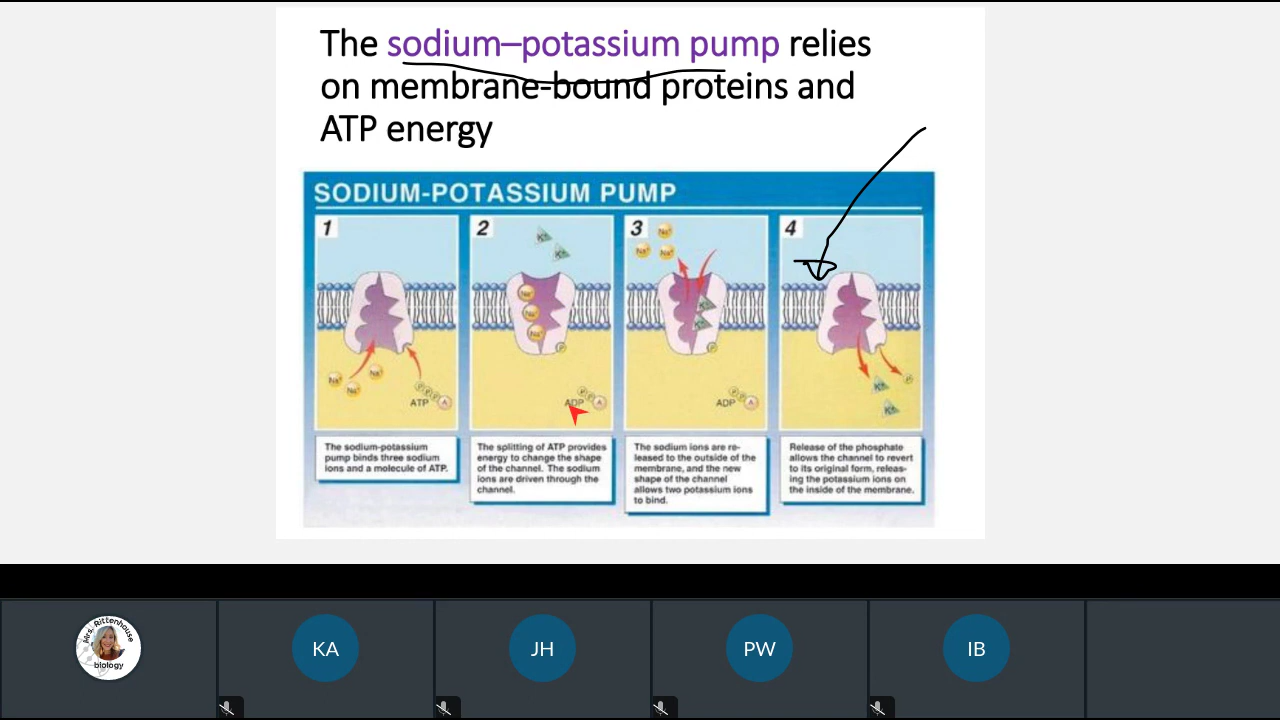 The sodium–potassium pump relies
on membrane-bound proteins and
ATP energy
SODIUM-POTASSIUM PUMP
1
2
3
4
K+
K+
Na+
Na+
Na+
Na+
Na+
Na+
K+
K+
P
P
Na+
Na+
Na+
P
P
P
A
ATP
P
P
A
ADP
P
P
A
ADP
K+
K+
P
The sodium-potassium
pump binds three sodium
ions and a molecule of ATP.
The splitting of ATP provides
energy to change the shape
of the channel. The sodium
ions are driven through the
channel.
The sodium ions are re-
leased to the outside of the
membrane, and the new
shape of the channel
allows two potassium ions
to bind.
Release of the phosphate
allows the channel to revert
to its original form, releas-
ing the potassium ions on
the inside of the membrane.
Mrs. Rittenhouse
biology
KA
JH
PW
IB